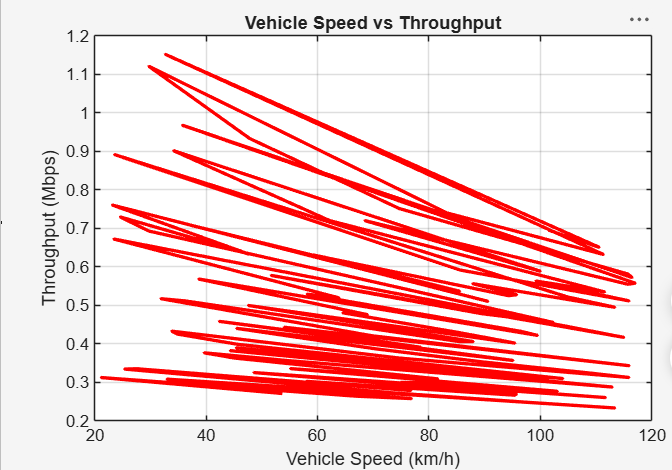 Vehicle Speed vs Throughput
1.2
1.1
1
0.9
0.8
0.7
0.6
0.5
0.4
0.3
0.2
Throughput (Mbps)
20 40 60 80 100 120
Vehicle Speed (km/h)